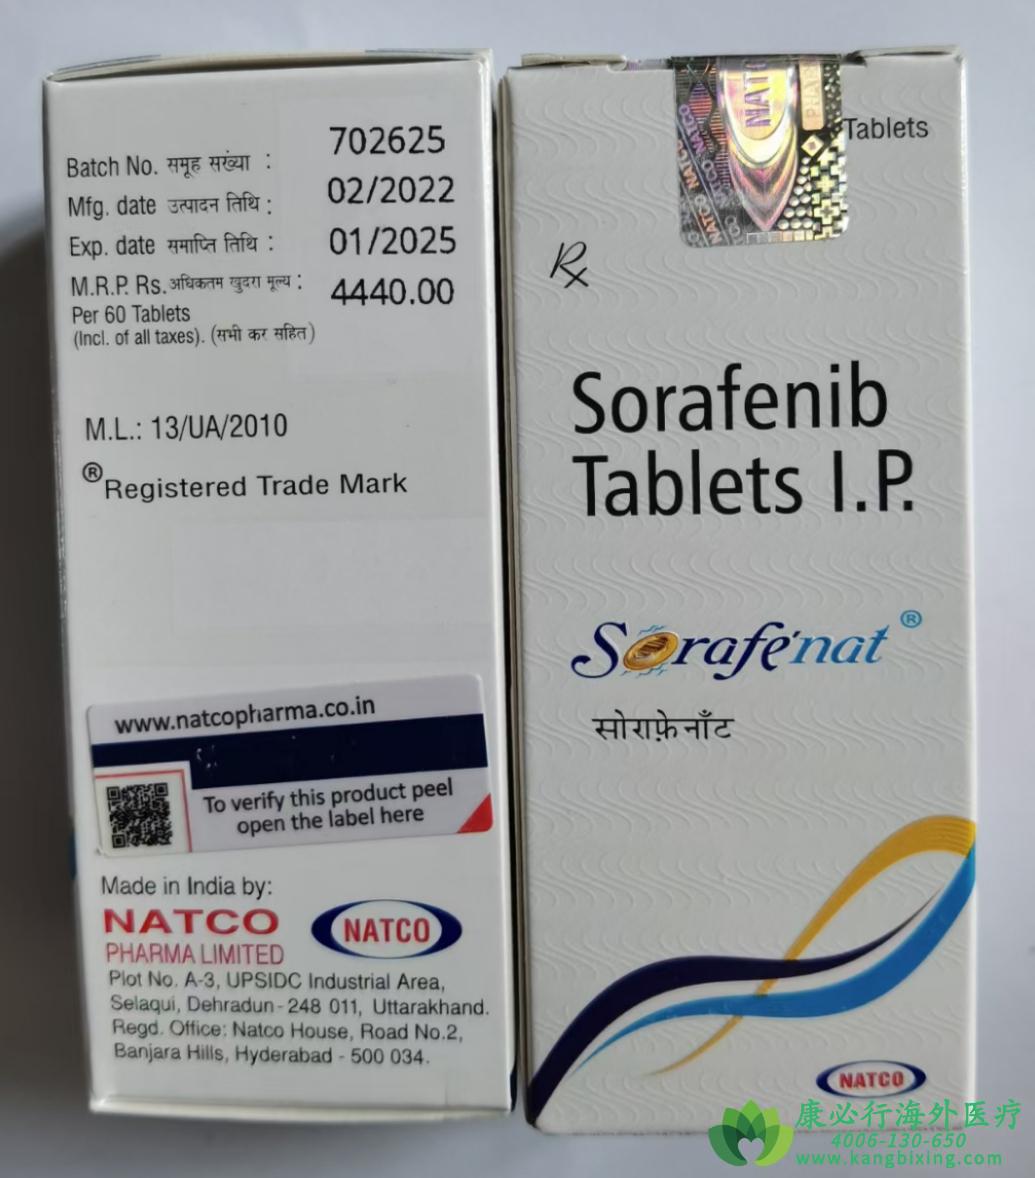 Batch No. समूह सख्ंया : 702625
Mfg. date उत्पादन तिथि : 02/2022
Exp. date समाप्ति तिथि : 01/2025
M.R.P. Rs. अधिकतम खुदरा मूल्य : 4440.00
Per 60 Tablets
(Incl. of all taxes). (सभी कर सहित)
M.L.: 13/UA/2010
® Registered Trade Mark
www.natcopharma.co.in
To verify this product peel
open the label here
Made in India by:
NATCO
PHARMA LIMITED
NATCO
Plot No. A-3, UPSIDC Industrial Area,
Selaqui, Dehradun - 248 011, Uttarakhand.
Regd. Office: Natco House, Road No.2,
Banjara Hills, Hyderabad - 500 034.
Tablets
NATCO
NATCO
Rx
Sorafenib
Tablets I.P.
Sorafenat ®
सोराफ़ेनॉंट
NATCO
康必行海外医疗
4006-130-650
www.kangbixing.com